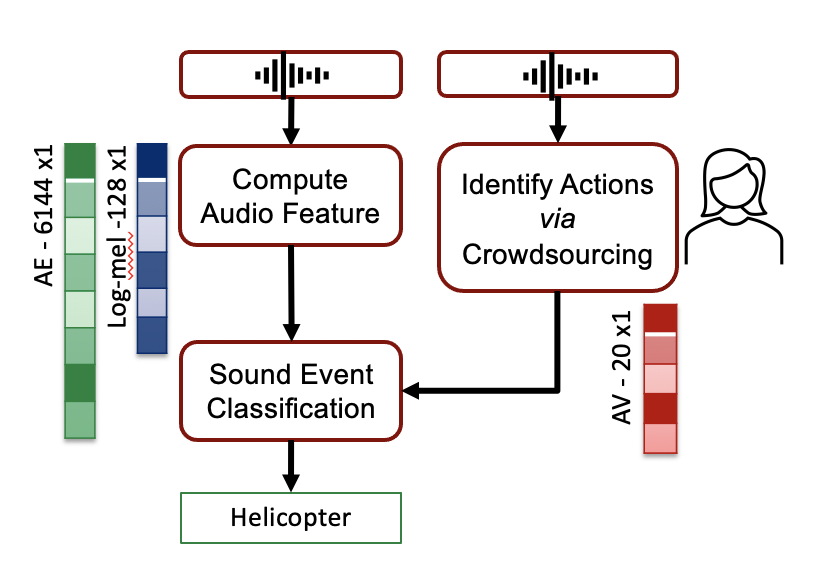 AE - 6144 x1
Log-mel -128 x1
Compute
Audio Feature
Identify Actions
via
Crowdsourcing
AV - 20 x1
Sound Event
Classification
Helicopter